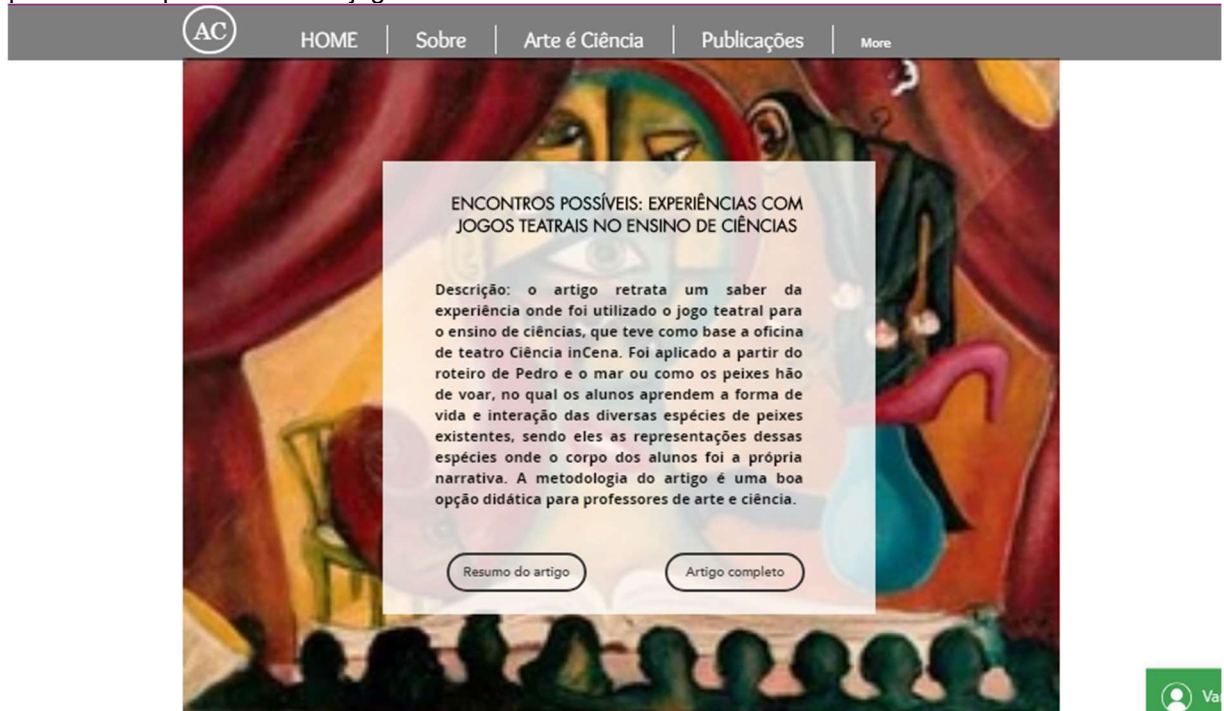 AC
HOME
Sobre
Arte é Ciência
Publicações
More
ENCONTROS POSSÍVEIS: EXPERIÊNCIAS COM
JOGOS TEATRAIS NO ENSINO DE CIÊNCIAS
Descrição: o artigo retrata um saber da
experiência onde foi utilizado o jogo teatral para
o ensino de ciências, que teve como base a oficina
de teatro Ciência inCena. Foi aplicado a partir do
roteiro de Pedro e o mar ou como os peixes hão
de voar, no qual os alunos aprendem a forma de
vida e interação das diversas espécies de peixes
existentes, sendo eles as representações dessas
espécies onde o corpo dos alunos foi a própria
narrativa. A metodologia do artigo é uma boa
opção didática para professores de arte e ciência.
Resumo do artigo
Artigo completo